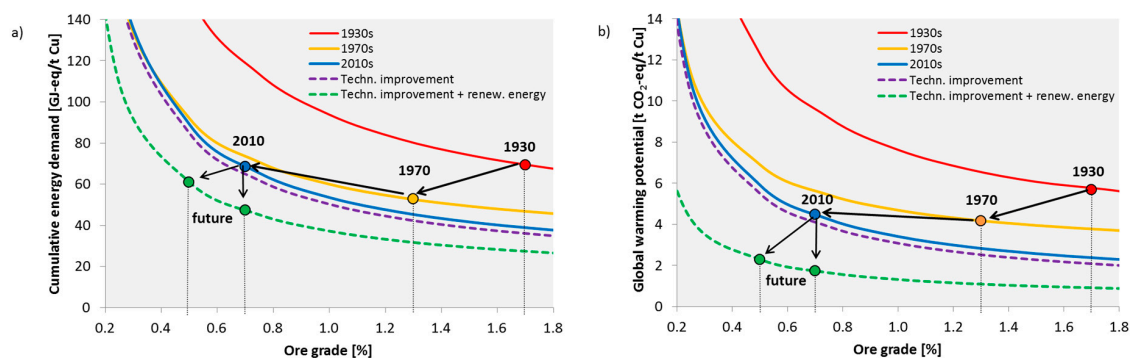 a)
Cumulative energy demand [GJ-eq/t Cu]
140
120
100
80
60
40
20
0
1930s
1970s
2010s
Techn. improvement
Techn. improvement + renew. energy
2010
1970
1930
future
0.2 0.4 0.6 0.8 1.0 1.2 1.4 1.6 1.8
Ore grade [%]
b)
Global warming potential [t CO₂-eq/t Cu]
14
12
10
8
6
4
2
0
1930s
1970s
2010s
Techn. improvement
Techn. improvement + renew. energy
2010
1970
1930
future
0.2 0.4 0.6 0.8 1.0 1.2 1.4 1.6 1.8
Ore grade [%]